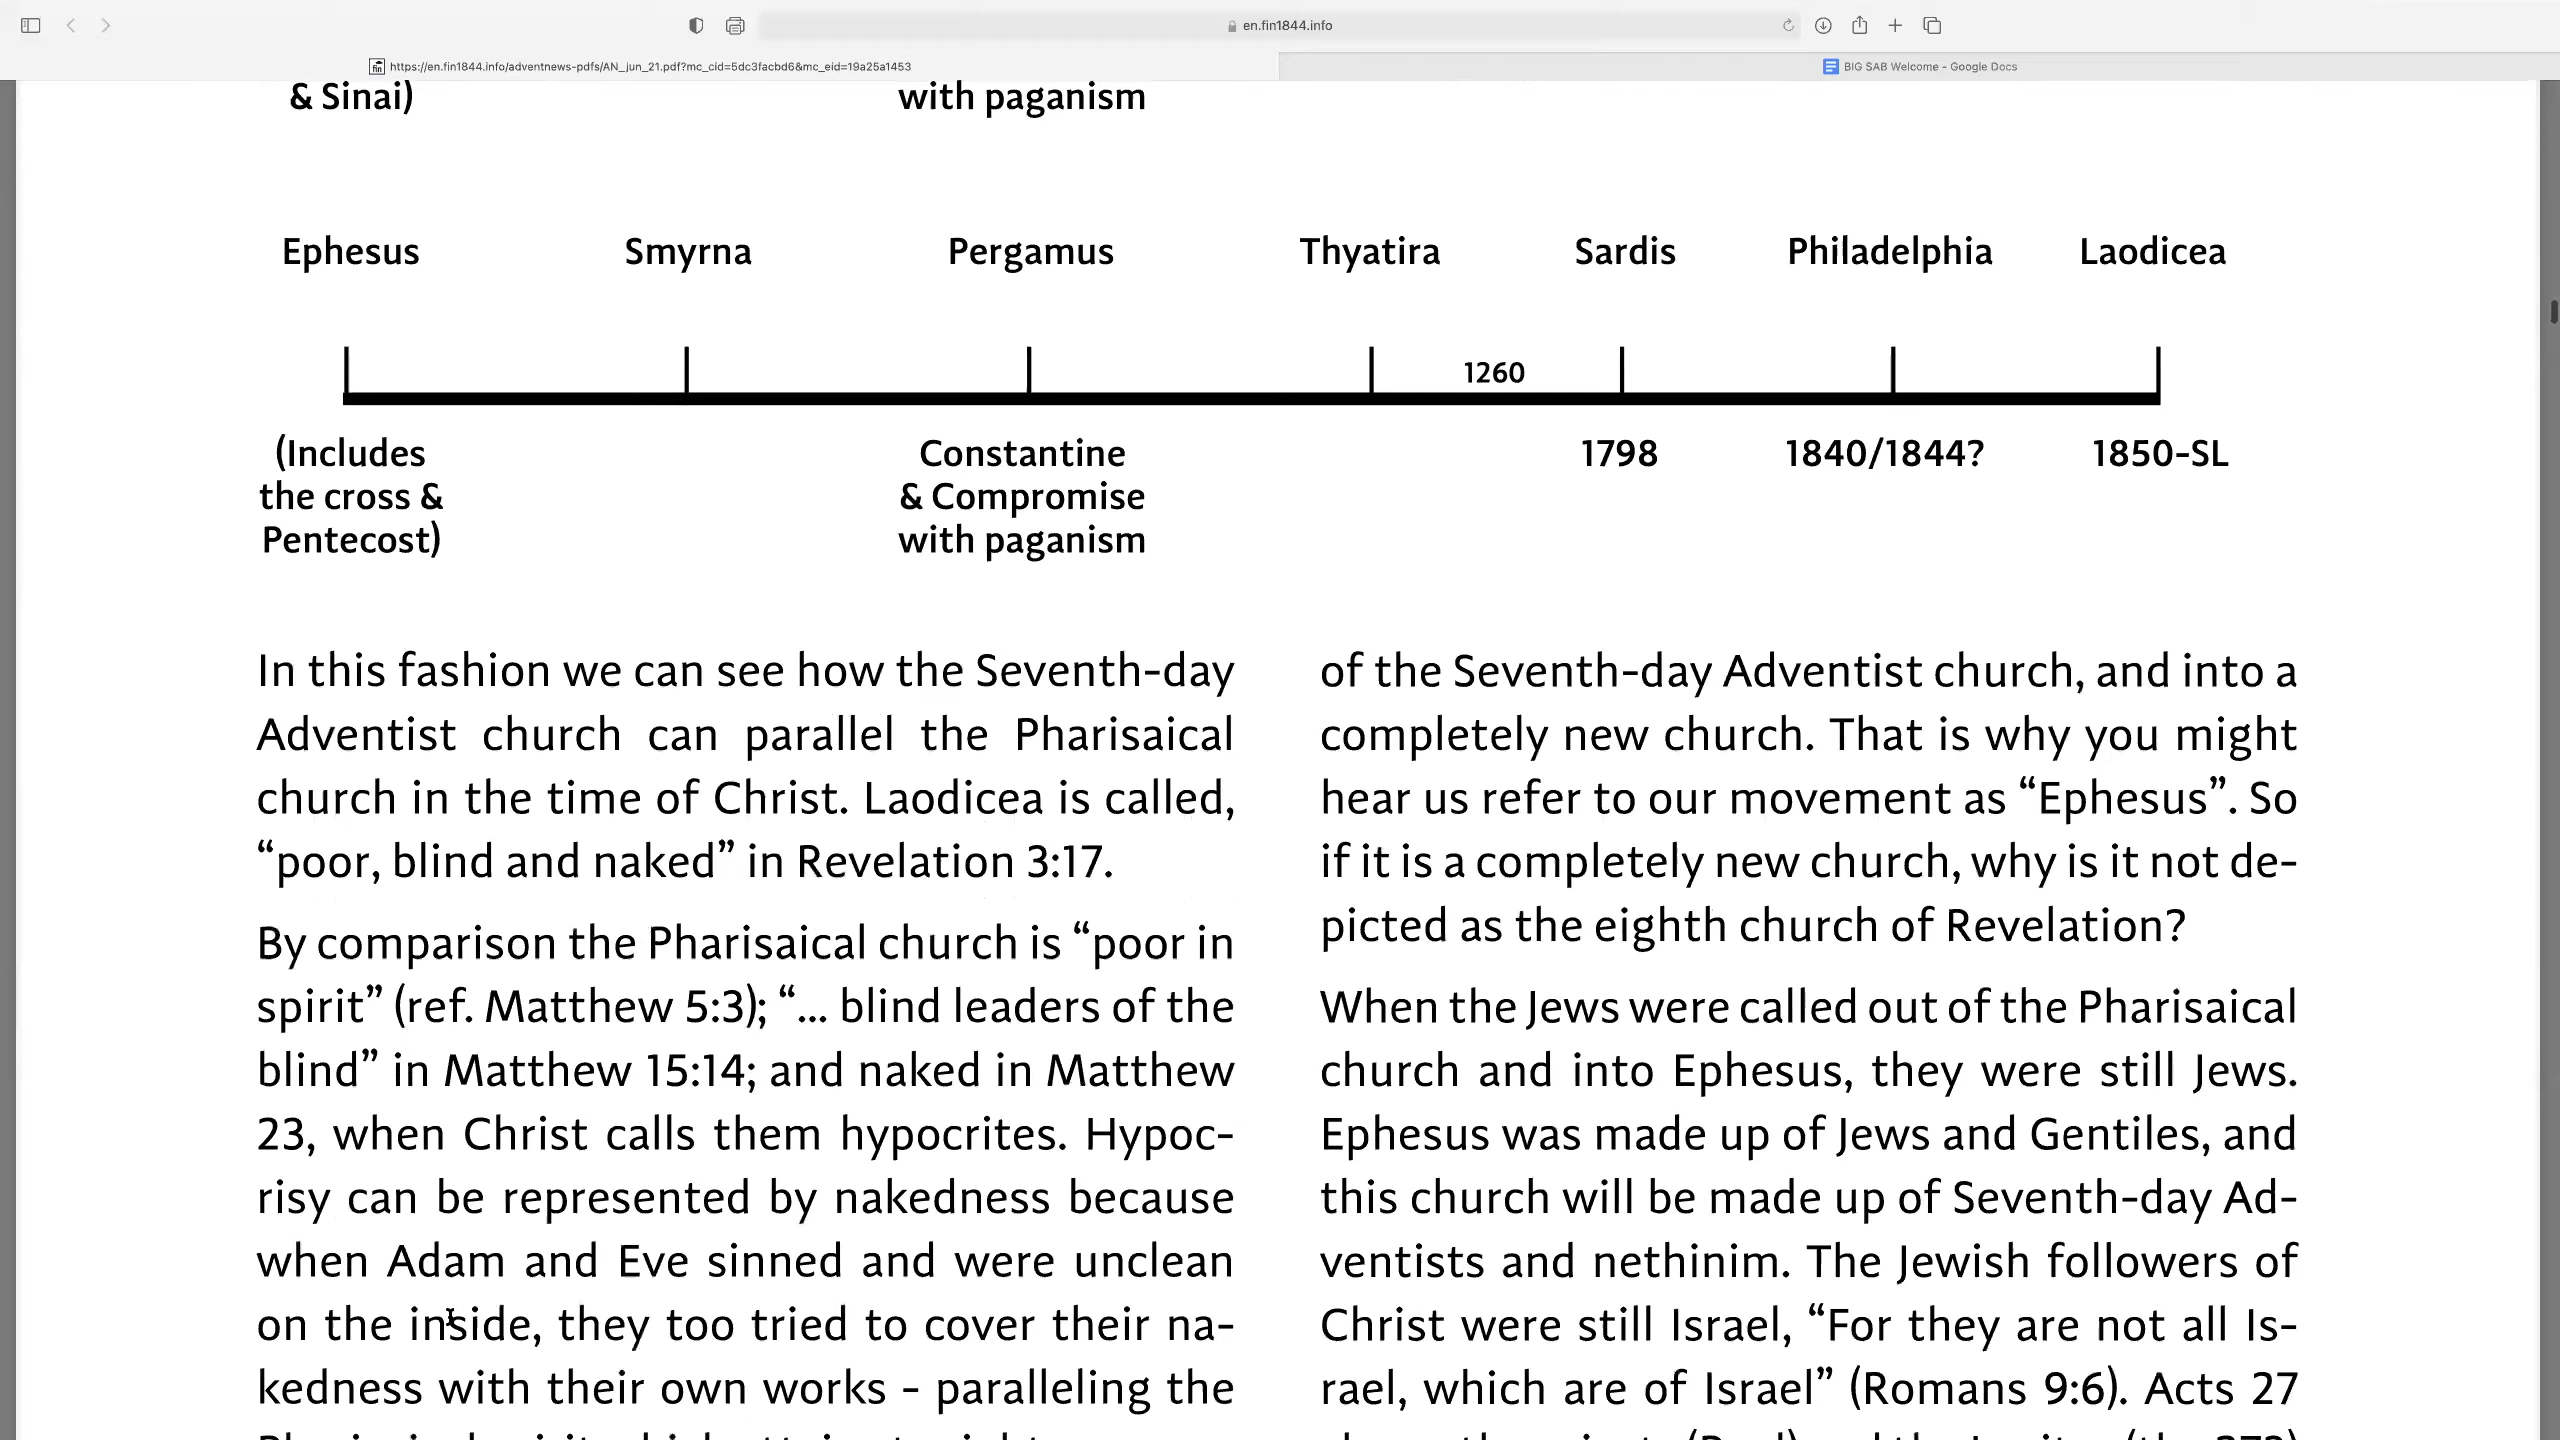 en.fin1844.info
https://en.fin1844.info/adventnews-pdfs/AN_jun_21.pdf?mc_cid=5dc3facbd6&mc_eid=19a25a1453
BIG SAB Welcome - Google Docs
& Sinai)
with paganism
Ephesus
Smyrna
Pergamus
Thyatira
Sardis
Philadelphia
Laodicea
1260
(Includes
the cross &
Pentecost)
Constantine
& Compromise
with paganism
1798
1840/1844?
1850-SL
In this fashion we can see how the Seventh-day
Adventist church can parallel the Pharisaical
church in the time of Christ. Laodicea is called,
“poor, blind and naked” in Revelation 3:17.
By comparison the Pharisaical church is “poor in
spirit” (ref. Matthew 5:3); “... blind leaders of the
blind” in Matthew 15:14; and naked in Matthew
23, when Christ calls them hypocrites. Hypoc-
risy can be represented by nakedness because
when Adam and Eve sinned and were unclean
on the inside, they too tried to cover their na-
kedness with their own works - paralleling the
of the Seventh-day Adventist church, and into a
completely new church. That is why you might
hear us refer to our movement as “Ephesus”. So
if it is a completely new church, why is it not de-
picted as the eighth church of Revelation?
When the Jews were called out of the Pharisaical
church and into Ephesus, they were still Jews.
Ephesus was made up of Jews and Gentiles, and
this church will be made up of Seventh-day Ad-
ventists and nethinim. The Jewish followers of
Christ were still Israel, “For they are not all Is-
rael, which are of Israel” (Romans 9:6). Acts 27